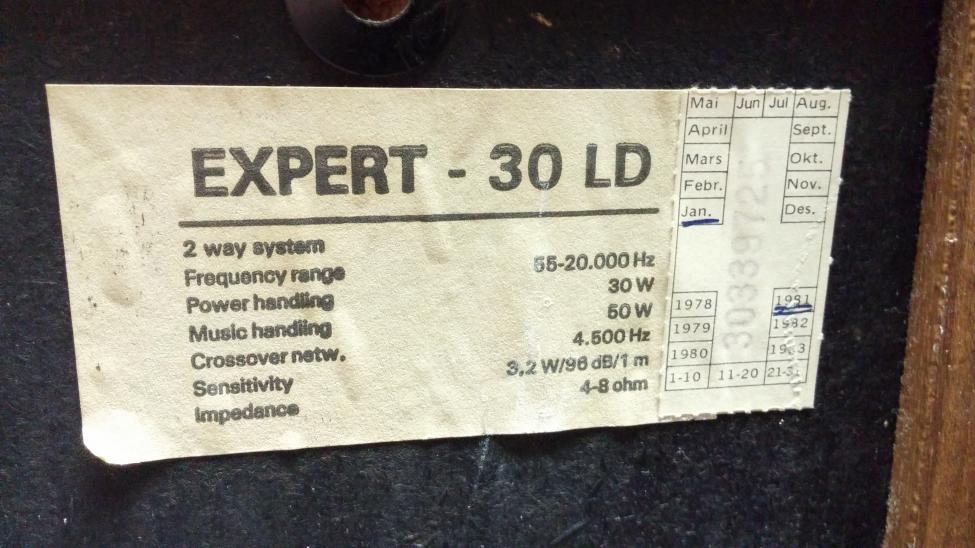 EXPERT - 30 LD
2 way system
Frequency range 55-20.000 Hz
Power handling 30 W
Music handling 50 W
Crossover netw. 4.500 Hz
Sensitivity 3,2 W/96 dB/1 m
Impedance 4-8 ohm
Mai Jun Jul Aug.
April Sept.
Mars Okt.
Febr. Nov.
Jan. Des.
3033972
1978 1981
1979 1982
1980 1983
1-10 11-20 21-31